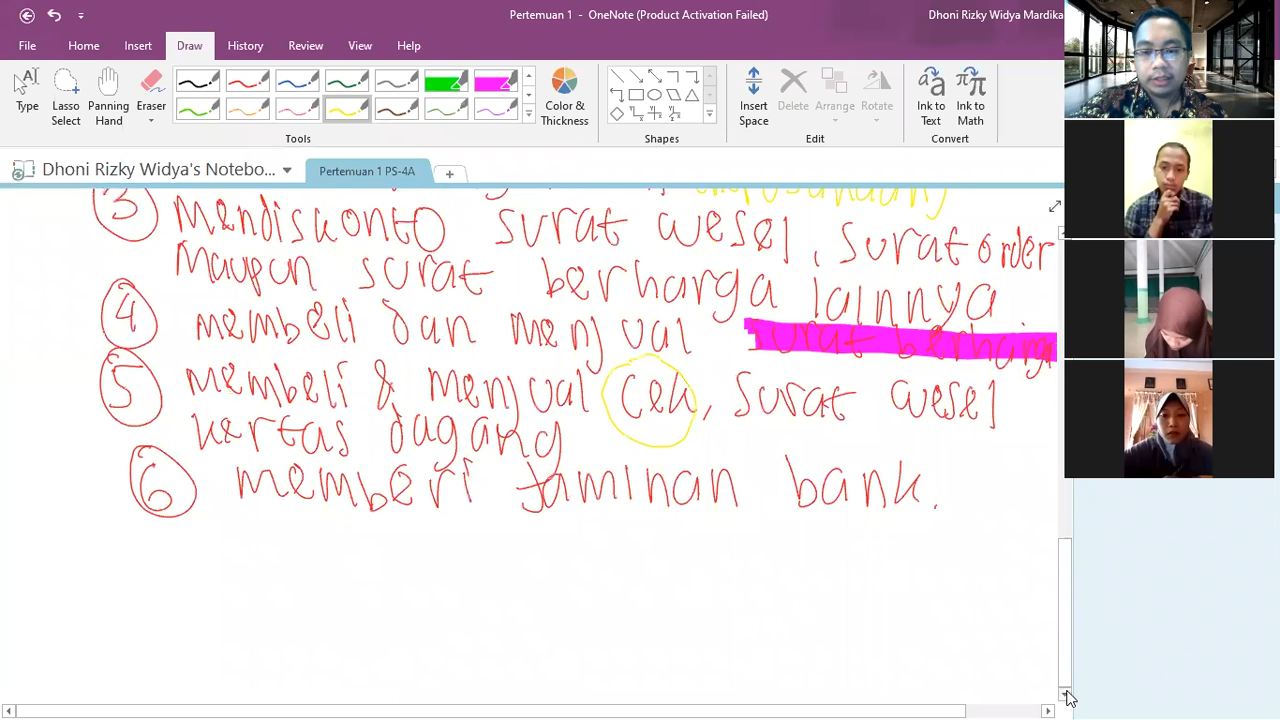 Pertemuan 1 - OneNote (Product Activation Failed)
Dhoni Rizky Widya Mardika
File Home Insert Draw History Review View Help
Type
Lasso Select
Panning Hand
Eraser
Color & Thickness
Insert Space
Delete
Arrange
Rotate
Ink to Text
Ink to Math
Tools
Shapes
Edit
Convert
Dhoni Rizky Widya's Notebo...
Pertemuan 1 PS-4A
3 Mendiskonto surat wesel, surat order
Maupun surat berharga lainnya
4 membeli dan menjual surat berharga
5 membeli & menjual cek, surat wesel
kertas dagang
6 memberi jaminan bank.